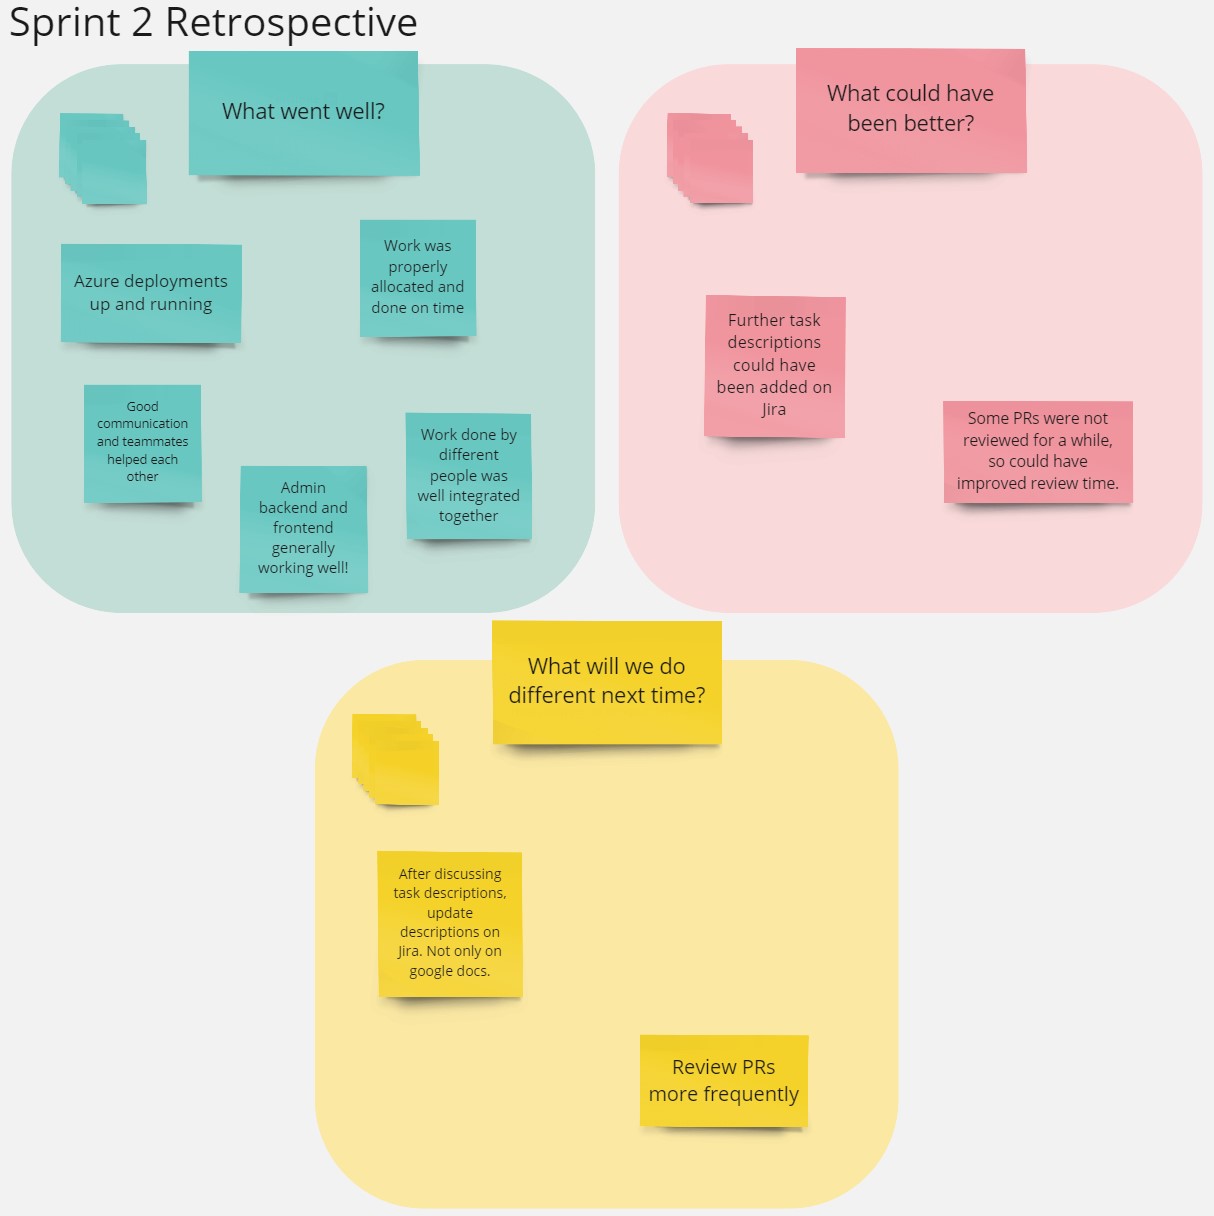 Sprint 2 Retrospective
What went well?
Azure deployments
up and running
Work was
properly
allocated and
done on time
Good
communication
and teammates
helped each
other
Admin
backend and
frontend
generally
working well!
Work done by
different
people was
well integrated
together
What could have
been better?
Further task
descriptions
could have
been added on
Jira
Some PRs were not
reviewed for a while,
so could have
improved review time.
What will we do
different next time?
After discussing
task descriptions,
update
descriptions on
Jira. Not only on
google docs.
Review PRs
more frequently